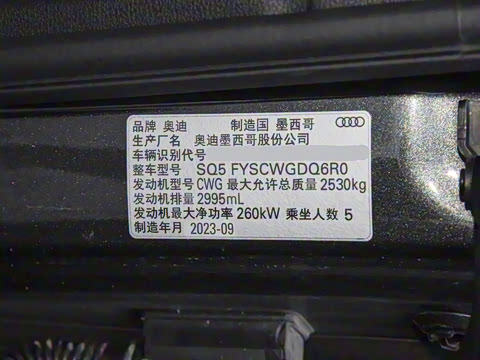 品牌 奥迪 制造国 墨西哥
生产厂名 奥迪墨西哥股份公司
车辆识别代号
整车型号 SQ5 FYSCWGDQ6R0
发动机型号 CWG 最大允许总质量 2530kg
发动机排量 2995mL
发动机最大净功率 260kW 乘坐人数 5
制造年月 2023-09